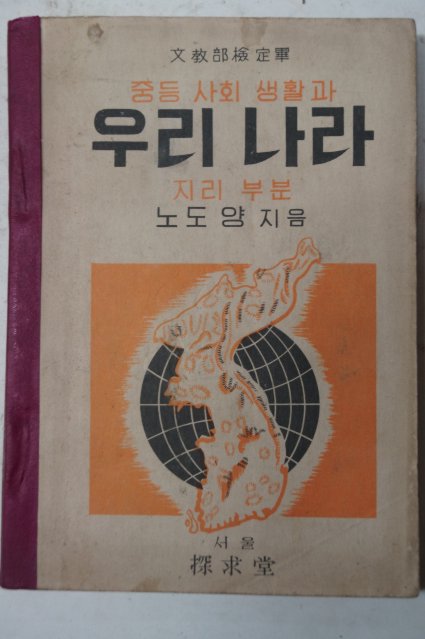 文敎部檢定畢
중등 사회 생활과
우리 나라
지리 부분
노도양 지음
서울
探求堂